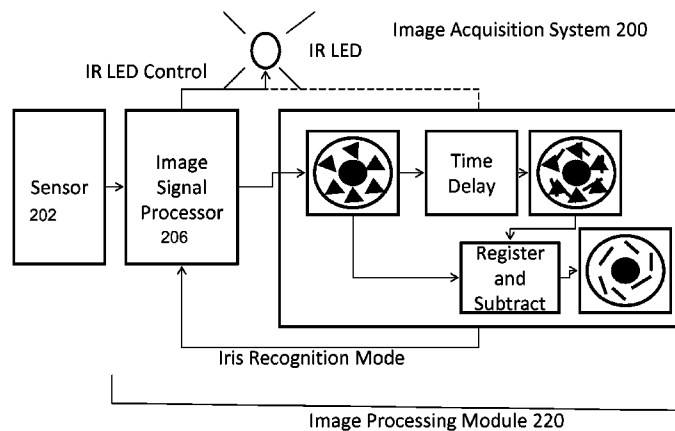 Image Acquisition System 200
IR LED
IR LED Control
Sensor
202
Image
Signal
Processor
206
Time
Delay
Register
and
Subtract
Iris Recognition Mode
Image Processing Module 220